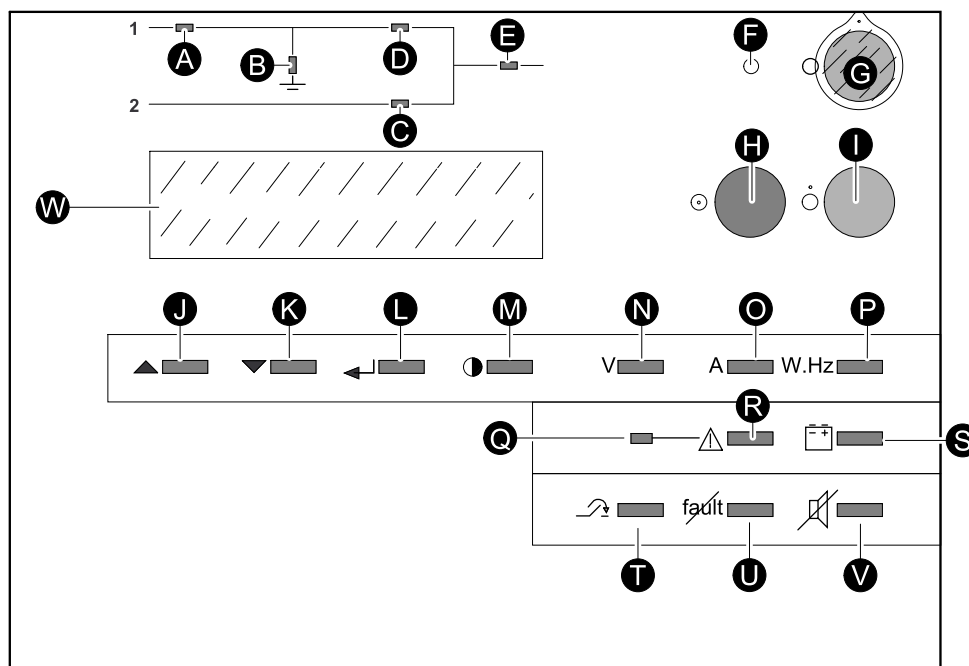 1 A D E F G
B
2 C
H I
W
J K L M N O P
V A W.Hz
Q R S
fault
T U V